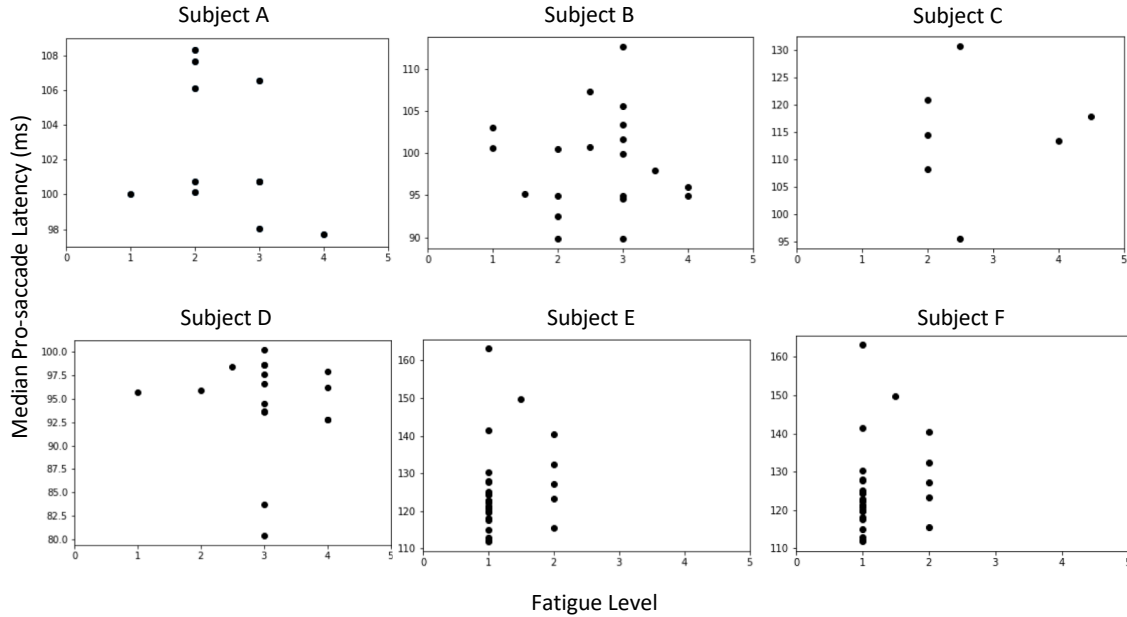 Subject A
Subject B
Subject C
108
106
104
102
100
98
0 1 2 3 4 5
110
105
100
95
90
0 1 2 3 4 5
130
125
120
115
110
105
100
95
0 1 2 3 4 5
Median Pro-saccade Latency (ms)
Subject D
Subject E
Subject F
100.0
97.5
95.0
92.5
90.0
87.5
85.0
82.5
80.0
0 1 2 3 4 5
160
150
140
130
120
110
0 1 2 3 4 5
160
150
140
130
120
110
0 1 2 3 4 5
Fatigue Level